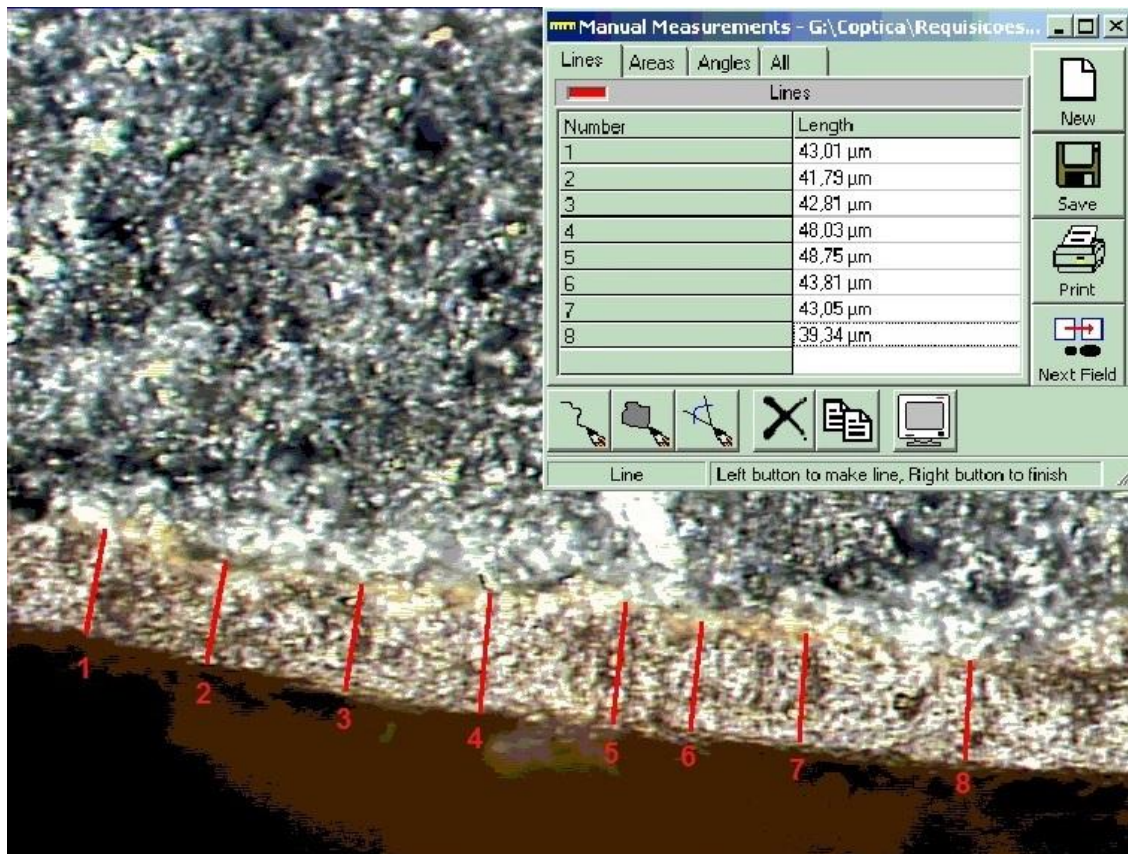 Manual Measurements - G:\Coptica\Requisicoes...
Lines Areas Angles All
Lines
Number Length
1 43,01 µm
2 41,79 µm
3 42,81 µm
4 48,03 µm
5 48,75 µm
6 43,81 µm
7 43,05 µm
8 39,34 µm
New
Save
Print
Next Field
Line Left button to make line, Right button to finish
1
2
3
4
5
6
7
8